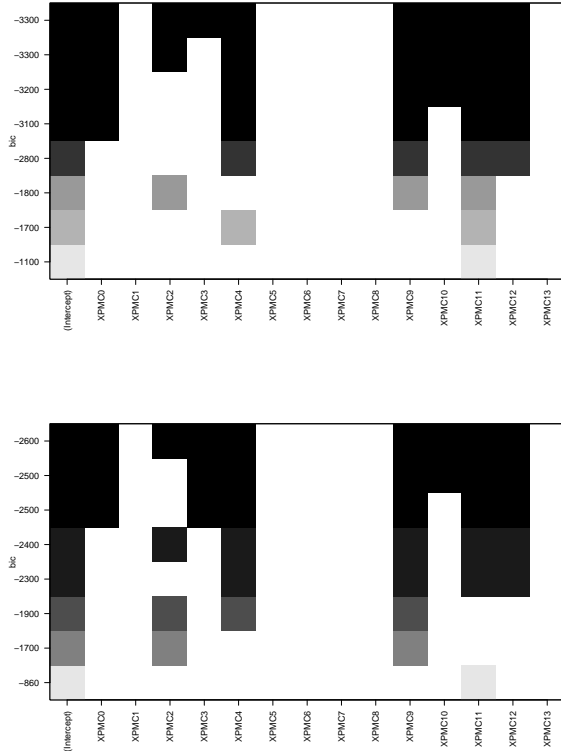 −3300
−3300
−3200
−3100
−2800
−1800
−1700
−1100
bic
(Intercept)
XPMC0
XPMC1
XPMC2
XPMC3
XPMC4
XPMC5
XPMC6
XPMC7
XPMC8
XPMC9
XPMC10
XPMC11
XPMC12
XPMC13
−2600
−2500
−2500
−2400
−2300
−1900
−1700
−860
bic
(Intercept)
XPMC0
XPMC1
XPMC2
XPMC3
XPMC4
XPMC5
XPMC6
XPMC7
XPMC8
XPMC9
XPMC10
XPMC11
XPMC12
XPMC13